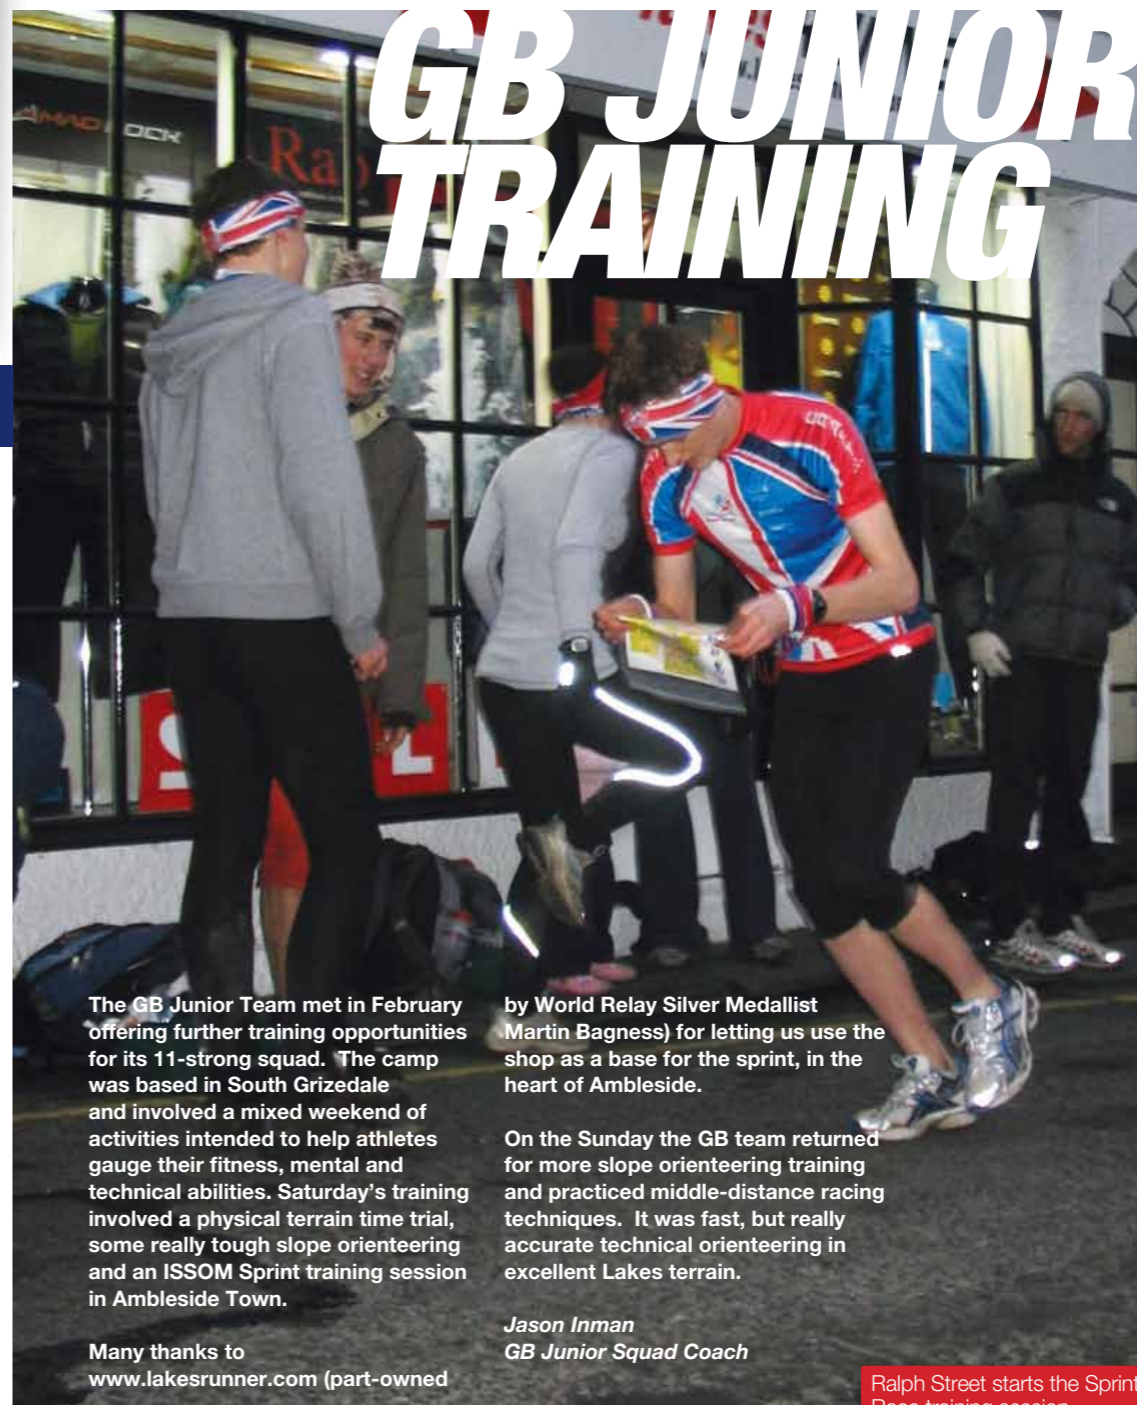 GB JUNIOR
TRAINING
Rab
The GB Junior Team met in February
offering further training opportunities
for its 11-strong squad.  The camp
was based in South Grizedale
and involved a mixed weekend of
activities intended to help athletes
gauge their fitness, mental and
technical abilities. Saturday's training
involved a physical terrain time trial,
some really tough slope orienteering
and an ISSOM Sprint training session
in Ambleside Town.
Many thanks to
www.lakesrunner.com (part-owned
by World Relay Silver Medallist
Martin Bagness) for letting us use the
shop as a base for the sprint, in the
heart of Ambleside.
On the Sunday the GB team returned
for more slope orienteering training
and practiced middle-distance racing
techniques.  It was fast, but really
accurate technical orienteering in
excellent Lakes terrain.
Jason Inman
GB Junior Squad Coach
Ralph Street starts the Sprint
Race training session